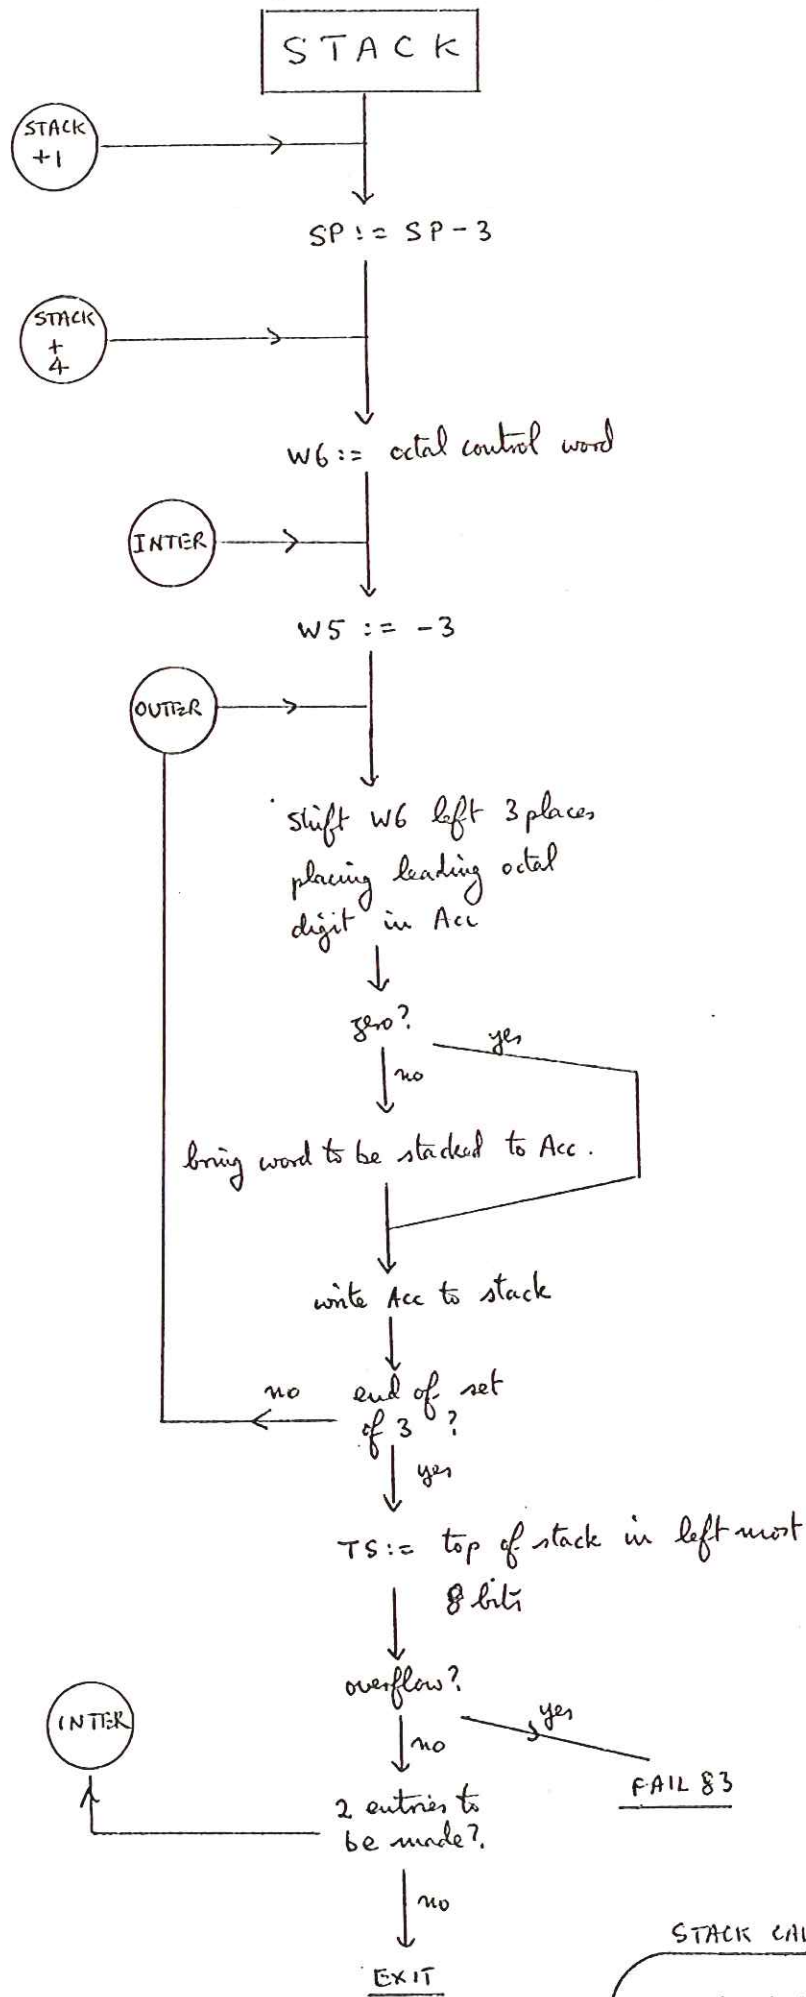 STACK
STACK
+1
SP:= SP-3
STACK
+
4
W6:= octal control word
INTER
W5 := -3
OUTER
Shift W6 left 3 places
placing leading octal
digit in Acc
zero?
yes
no
bring word to be stacked to Acc.
write Acc to stack
no
end of set
of 3 ?
yes
TS:= top of stack in left most
8 bits
overflow?
INTER
yes
no
FAIL 83
2 entries to
be made?
no
STACK CAL
EXIT